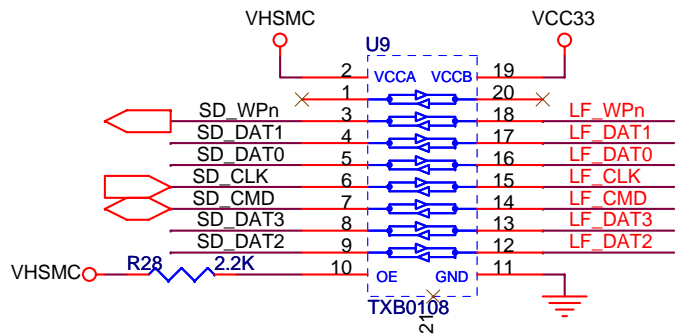 VHSMC VCC33
U9
2 VCCA VCCB 19
1 20
SD_WPn 3 18 LF_WPn
SD_DAT1 4 17 LF_DAT1
SD_DAT0 5 16 LF_DAT0
SD_CLK 6 15 LF_CLK
SD_CMD 7 14 LF_CMD
SD_DAT3 8 13 LF_DAT3
SD_DAT2 9 12 LF_DAT2
VHSMC R28 2.2K 10 OE GND 11
TXB0108
21